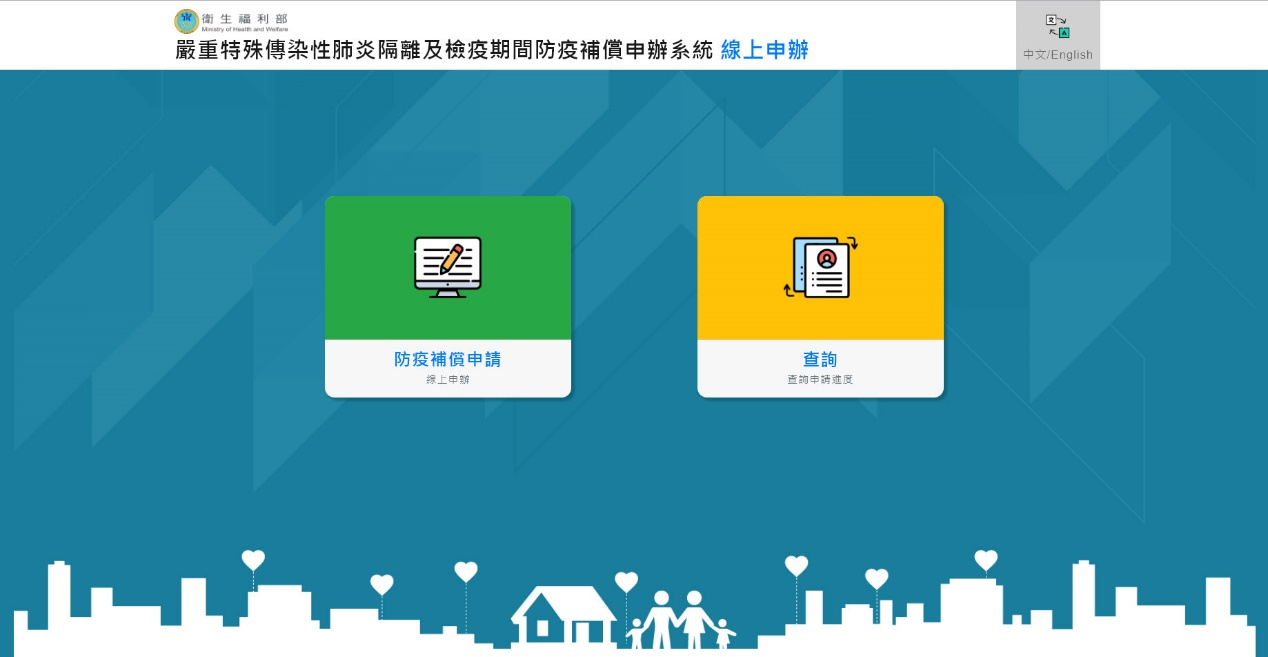 衛生福利部
Ministry of Health and Welfare
嚴重特殊傳染性肺炎隔離及檢疫期間防疫補償申辦系統 線上申辦
中文/English
防疫補償申請
線上申辦
查詢
查詢申請進度